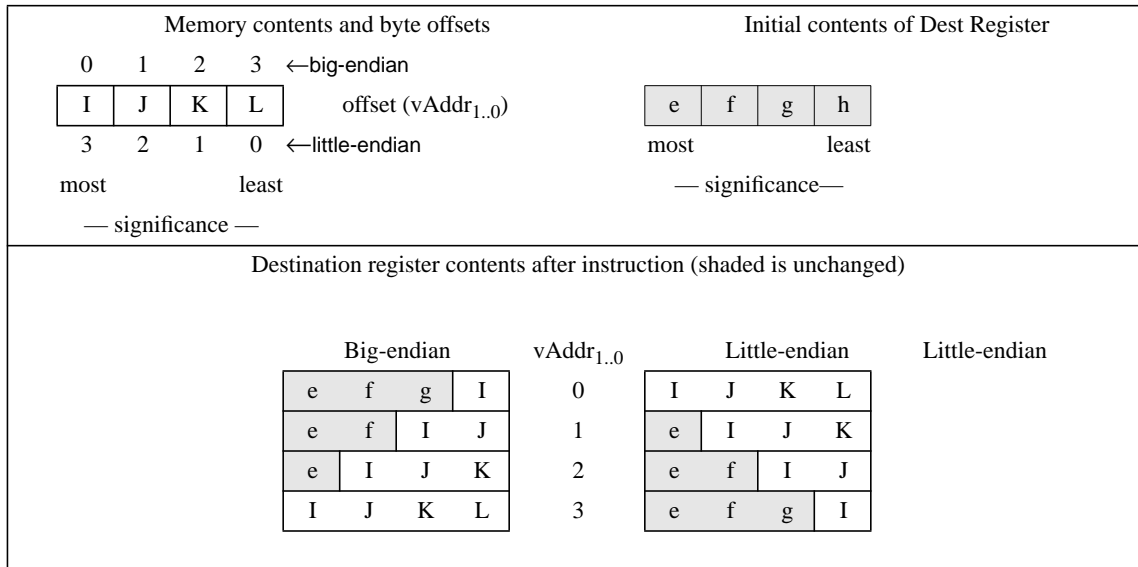 Memory contents and byte offsets Initial contents of Dest Register
0 1 2 3 ←big-endian
I J K L offset (vAddr1..0) e f g h
3 2 1 0 ←little-endian most least
most least — significance—
— significance —
Destination register contents after instruction (shaded is unchanged)
Big-endian vAddr1..0 Little-endian Little-endian
e f g I 0 I J K L
e f I J 1 e I J K
e I J K 2 e f I J
I J K L 3 e f g I